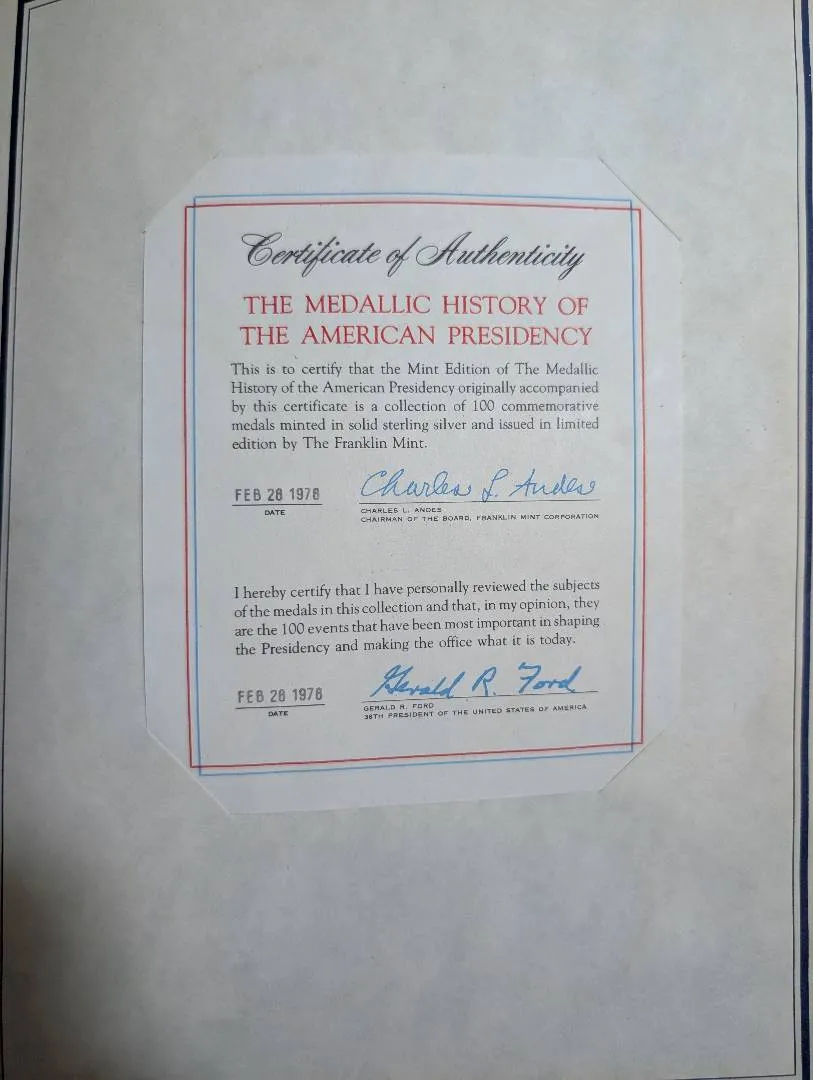 Certificate of Authenticity
THE MEDALLIC HISTORY OF
THE AMERICAN PRESIDENCY
This is to certify that the Mint Edition of The Medallic
History of the American Presidency originally accompanied
by this certificate is a collection of 100 commemorative
medals minted in solid sterling silver and issued in limited
edition by The Franklin Mint.
FEB 28 1978
DATE
Charles L. Andes
CHARLES L. ANDES
CHAIRMAN OF THE BOARD, FRANKLIN MINT CORPORATION
I hereby certify that I have personally reviewed the subjects
of the medals in this collection and that, in my opinion, they
are the 100 events that have been most important in shaping
the Presidency and making the office what it is today.
FEB 28 1978
DATE
Gerald R. Ford
GERALD R. FORD
38TH PRESIDENT OF THE UNITED STATES OF AMERICA